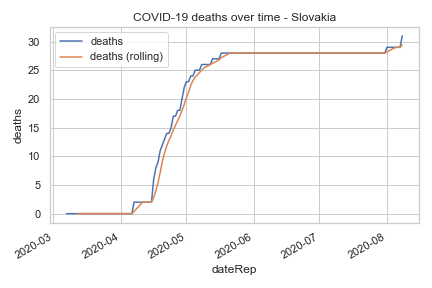 COVID-19 deaths over time - Slovakia
deaths
deaths (rolling)
30
25
20
15
10
5
0
deaths
2020-03
2020-04
2020-05
2020-06
2020-07
2020-08
dateRep